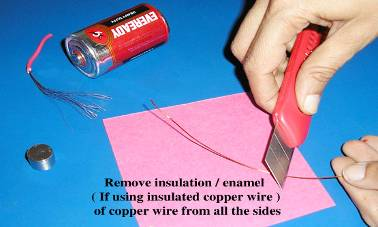 EVEREADY
Remove insulation / enamel
( If using insulated copper wire )
of copper wire from all the sides